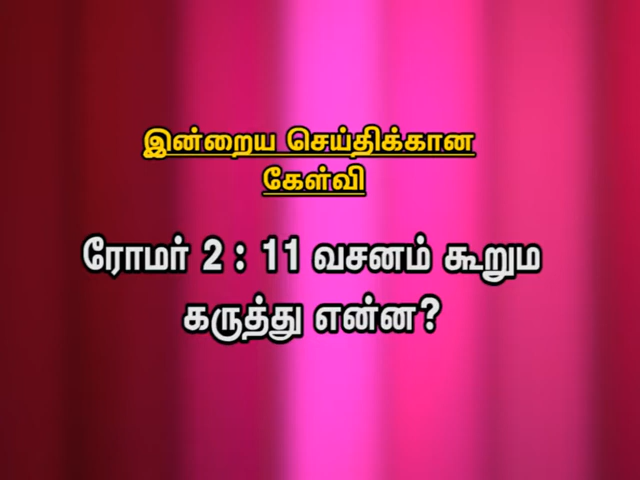 இன்றைய செய்திக்கான
கேள்வி
ரோமர் 2 : 11 வசனம் கூறும
கருத்து என்ன?